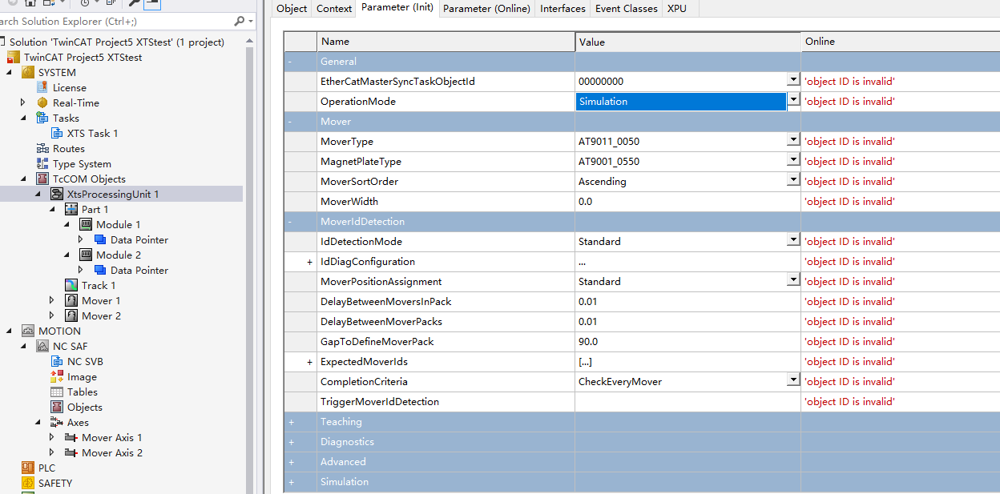 Object Context Parameter (Init) Parameter (Online) Interfaces Event Classes XPU
arch Solution Explorer (Ctrl+;)
Solution 'TwinCAT Project5 XTStest' (1 project)
TwinCAT Project5 XTStest
SYSTEM
License
Real-Time
Tasks
XTS Task 1
Routes
Type System
TcCOM Objects
XtsProcessingUnit 1
Part 1
Module 1
Data Pointer
Module 2
Data Pointer
Track 1
Mover 1
Mover 2
MOTION
NC SAF
NC SVB
Image
Tables
Objects
Axes
Mover Axis 1
Mover Axis 2
PLC
SAFETY
Name Value Online
- General
EtherCatMasterSyncTaskObjectId 00000000 'object ID is invalid'
OperationMode Simulation 'object ID is invalid'
- Mover
MoverType AT9011_0050 'object ID is invalid'
MagnetPlateType AT9001_0550 'object ID is invalid'
MoverSortOrder Ascending 'object ID is invalid'
MoverWidth 0.0 'object ID is invalid'
- MoverIdDetection
IdDetectionMode Standard 'object ID is invalid'
+ IdDiagConfiguration ... 'object ID is invalid'
MoverPositionAssignment Standard 'object ID is invalid'
DelayBetweenMoversInPack 0.01 'object ID is invalid'
DelayBetweenMoverPacks 0.01 'object ID is invalid'
GapToDefineMoverPack 90.0 'object ID is invalid'
+ ExpectedMoverIds [...] 'object ID is invalid'
CompletionCriteria CheckEveryMover 'object ID is invalid'
TriggerMoverIdDetection 'object ID is invalid'
+ Teaching
+ Diagnostics
+ Advanced
+ Simulation